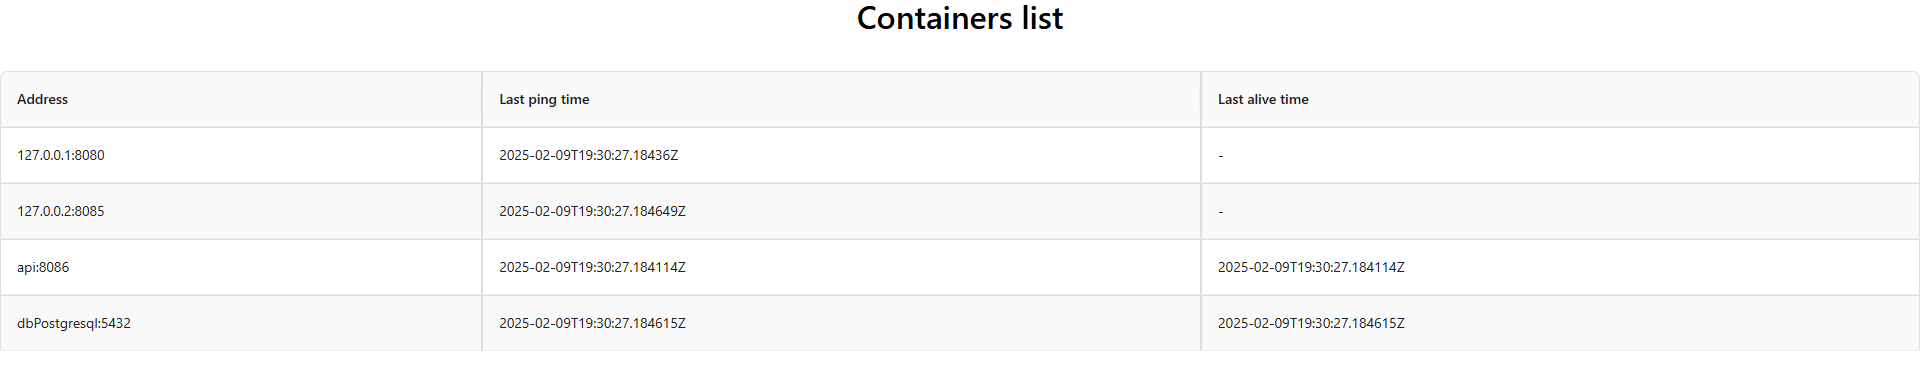 Containers list
Address Last ping time Last alive time
127.0.0.1:8080 2025-02-09T19:30:27.18436Z -
127.0.0.2:8085 2025-02-09T19:30:27.184649Z -
api:8086 2025-02-09T19:30:27.184114Z 2025-02-09T19:30:27.184114Z
dbPostgresql:5432 2025-02-09T19:30:27.184615Z 2025-02-09T19:30:27.184615Z